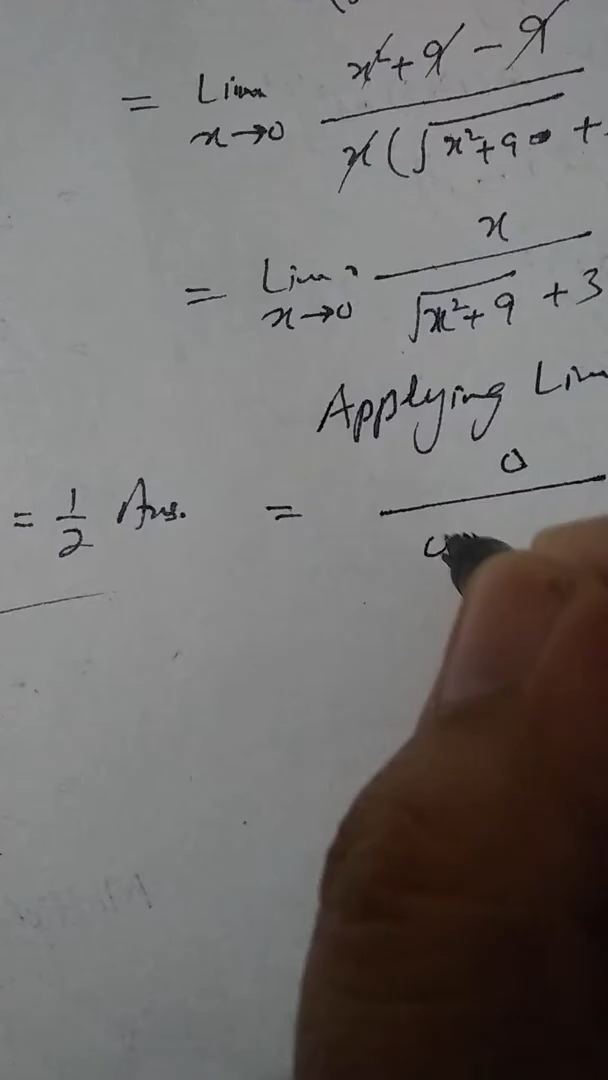 = Lim x→0 x²+9-9 / x(√x²+9 +
= Lim x→0 x / √x²+9 + 3
Applying Lim
= 1/2 Ans. = 0 /